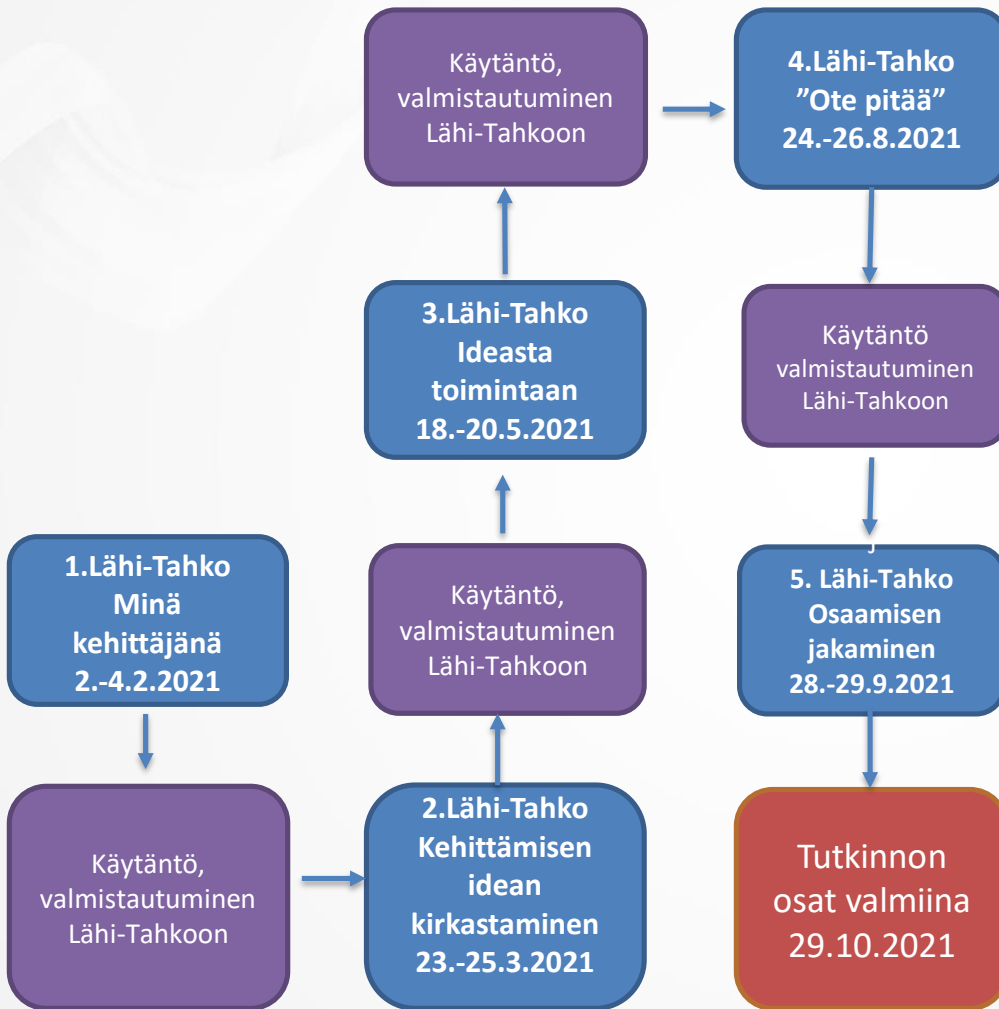 1.Lähi-Tahko
Minä
kehittäjänä
2.-4.2.2021
Käytäntö,
valmistautuminen
Lähi-Tahkoon
2.Lähi-Tahko
Kehittämisen
idean
kirkastaminen
23.-25.3.2021
Käytäntö,
valmistautuminen
Lähi-Tahkoon
3.Lähi-Tahko
Ideasta
toimintaan
18.-20.5.2021
Käytäntö,
valmistautuminen
Lähi-Tahkoon
4.Lähi-Tahko
”Ote pitää”
24.-26.8.2021
Käytäntö
valmistautuminen
Lähi-Tahkoon
5. Lähi-Tahko
Osaamisen
jakaminen
28.-29.9.2021
Tutkinnon
osat valmiina
29.10.2021